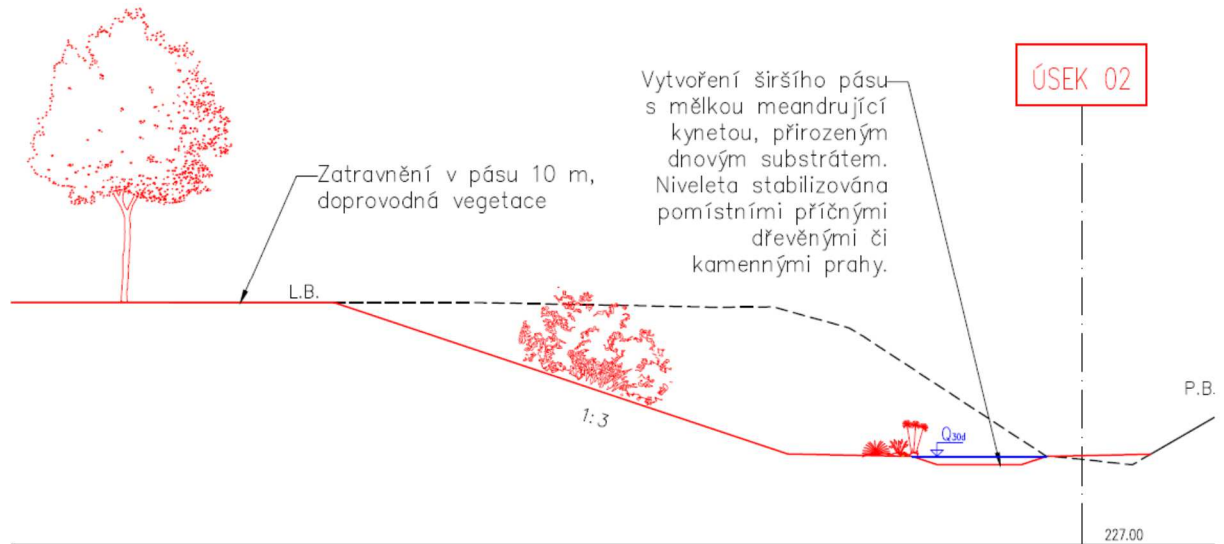 ÚSEK 02
Vytvoření širšího pásu
s mělkou meandrující
kynetou, přirozeným
dnovým substrátem.
Niveleta stabilizována
pomístními příčnými
dřevěnými či
kamennými prahy.
Zatravnění v pásu 10 m,
doprovodná vegetace
L.B.
P.B.
1:3
Q30d
227.00